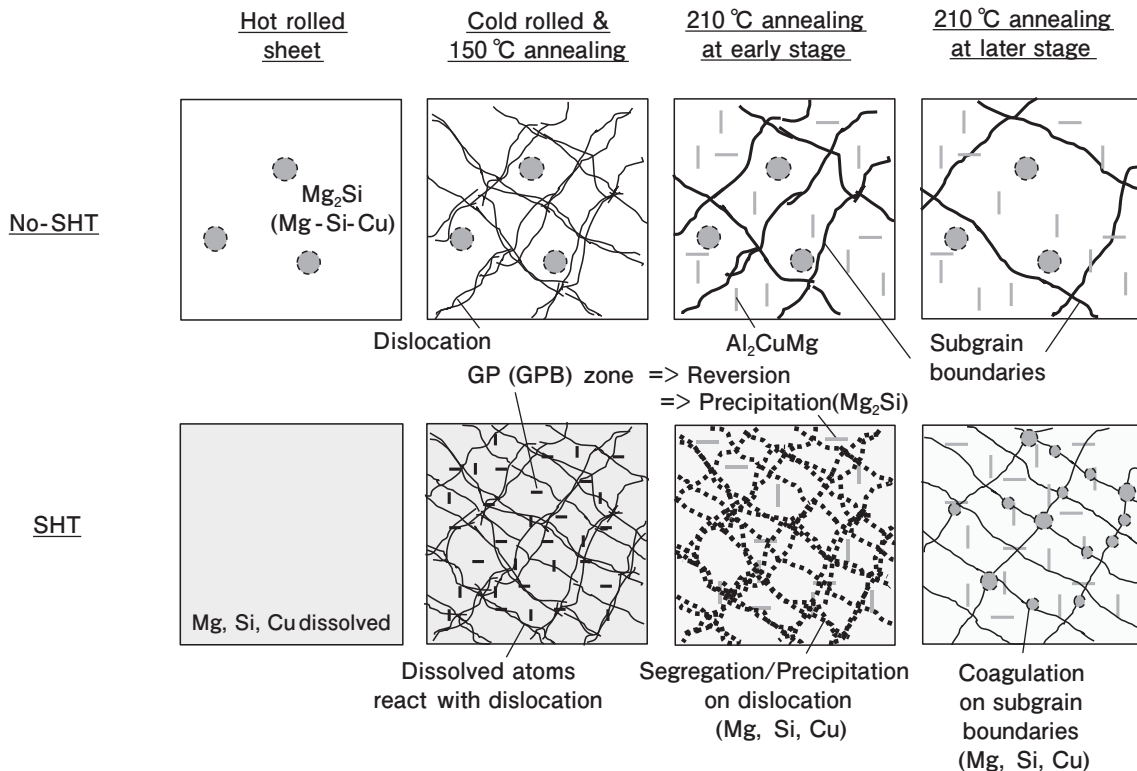 Hot rolled
sheet
Cold rolled &
150 ℃ annealing
210 ℃ annealing
at early stage
210 ℃ annealing
at later stage
No-SHT
Mg₂Si
(Mg-Si-Cu)
Dislocation
Al₂CuMg
Subgrain
boundaries
GP (GPB) zone => Reversion
=> Precipitation(Mg₂Si)
SHT
Mg, Si, Cu dissolved
Dissolved atoms
react with dislocation
Segregation/Precipitation
on dislocation
(Mg, Si, Cu)
Coagulation
on subgrain
boundaries
(Mg, Si, Cu)